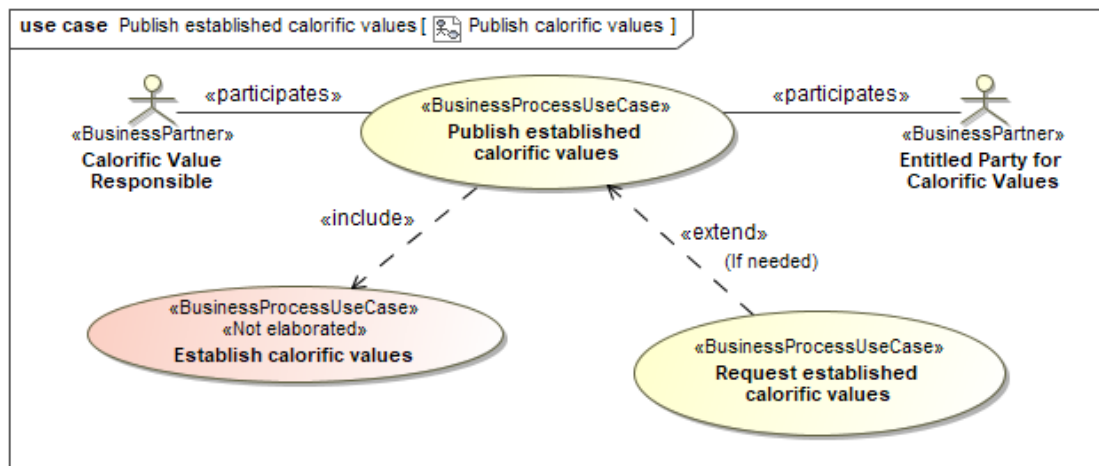 use case Publish established calorific values [ Publish calorific values ]
«participates»
«participates»
«BusinessPartner»
Calorific Value
Responsible
«BusinessProcessUseCase»
Publish established
calorific values
«BusinessPartner»
Entitled Party for
Calorific Values
«include»
«extend»
(If needed)
«BusinessProcessUseCase»
«Not elaborated»
Establish calorific values
«BusinessProcessUseCase»
Request established
calorific values